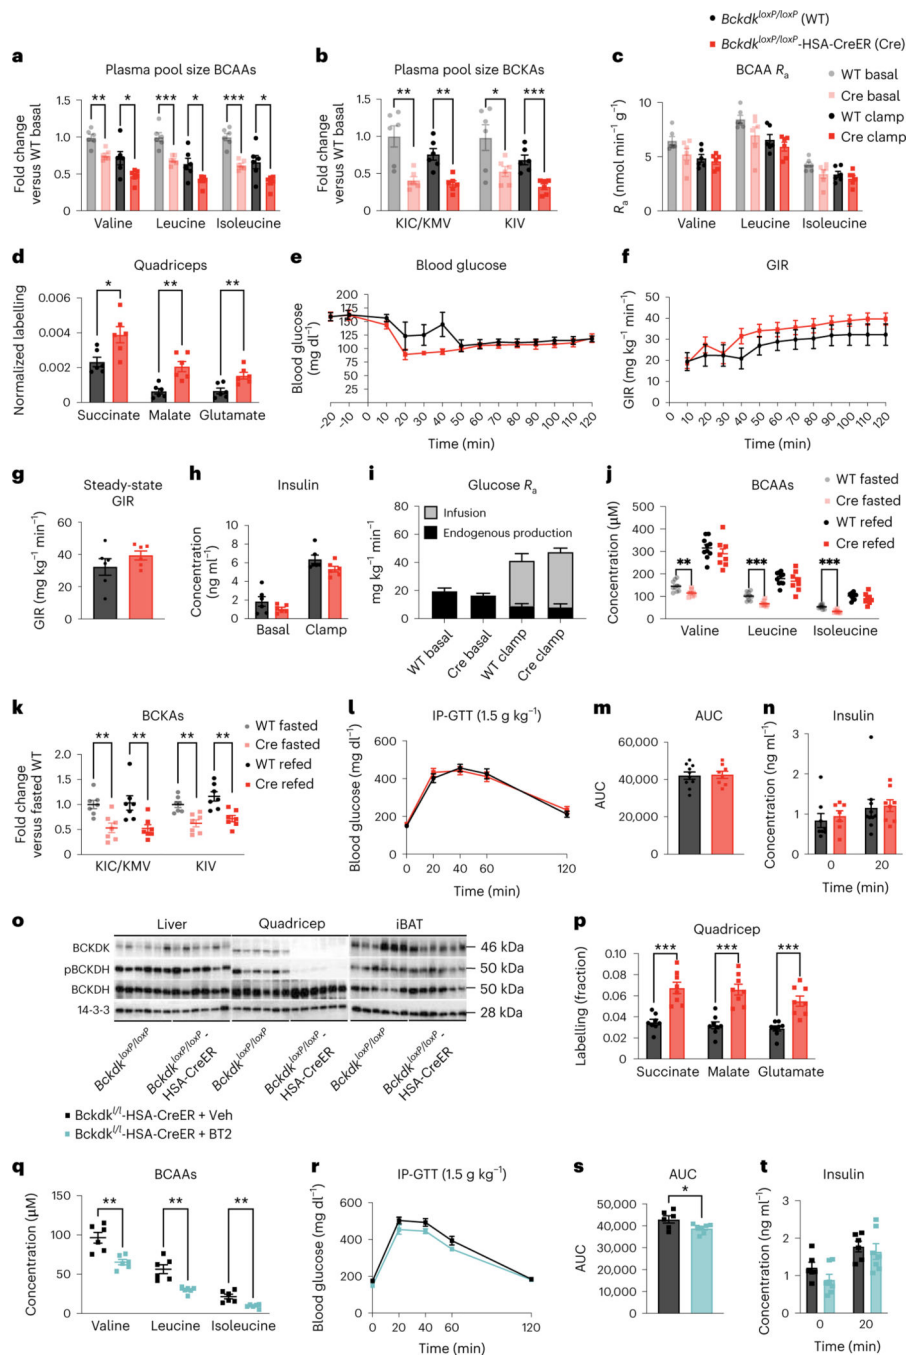 Bckdk^loxP/loxP (WT)
Bckdk^loxP/loxP-HSA-CreER (Cre)
a
Plasma pool size BCAAs
Fold change
versus WT basal
1.5
1.0
0.5
0
** * *** * *** *
Valine Leucine Isoleucine
b
Plasma pool size BCKAs
Fold change
versus WT basal
1.5
1.0
0.5
0
** ** * ***
KIC/KMV KIV
c
BCAA Ra
WT basal
Cre basal
WT clamp
Cre clamp
Ra (nmol min⁻¹ g⁻¹)
10
5
0
Valine Leucine Isoleucine
d
Quadriceps
Normalized labelling
0.006
0.004
0.002
0
* ** **
Succinate Malate Glutamate
e
Blood glucose
Blood glucose
(mg dl⁻¹)
200
175
150
125
100
75
50
25
–20 –10 0 10 20 30 40 50 60 70 80 90 100 110 120
Time (min)
f
GIR
GIR (mg kg⁻¹ min⁻¹)
50
40
30
20
10
0
0 10 20 30 40 50 60 70 80 90 100 110 120
Time (min)
g
Steady-state
GIR
GIR (mg kg⁻¹ min⁻¹)
60
40
20
0
h
Insulin
Concentration
(ng ml⁻¹)
10
8
6
4
2
0
Basal Clamp
i
Glucose Ra
Infusion
Endogenous production
mg kg⁻¹ min⁻¹
80
60
40
20
0
WT basal
Cre basal
WT clamp
Cre clamp
j
BCAAs
WT fasted
Cre fasted
WT refed
Cre refed
Concentration (µM)
500
400
300
200
100
0
** *** ***
Valine Leucine Isoleucine
k
BCKAs
WT fasted
Cre fasted
WT refed
Cre refed
Fold change
versus fasted WT
2.0
1.5
1.0
0.5
0
** ** ** **
KIC/KMV KIV
l
IP-GTT (1.5 g kg⁻¹)
Blood glucose (mg dl⁻¹)
600
400
200
0
0 20 40 60 120
Time (min)
m
AUC
AUC
60,000
40,000
20,000
0
n
Insulin
Concentration (ng ml⁻¹)
3
2
1
0
0 20
Time (min)
o
Liver Quadricep iBAT
BCKDK 46 kDa
pBCKDH 50 kDa
BCKDH 50 kDa
14-3-3 28 kDa
Bckdk^loxP/loxP
Bckdk^loxP/loxP-
HSA-CreER
Bckdk^loxP/loxP
Bckdk^loxP/loxP-
HSA-CreER
Bckdk^loxP/loxP
Bckdk^loxP/loxP-
HSA-CreER
p
Quadricep
Labelling (fraction)
0.10
0.08
0.06
0.04
0.02
0
*** *** ***
Succinate Malate Glutamate
Bckdk^l/l-HSA-CreER + Veh
Bckdk^l/l-HSA-CreER + BT2
q
BCAAs
Concentration (µM)
150
100
50
0
** ** **
Valine Leucine Isoleucine
r
IP-GTT (1.5 g kg⁻¹)
Blood glucose (mg dl⁻¹)
600
400
200
0
0 20 40 60 120
Time (min)
s
AUC
AUC
60,000
50,000
40,000
30,000
20,000
10,000
0
*
t
Insulin
Concentration (ng ml⁻¹)
3
2
1
0
0 20
Time (min)